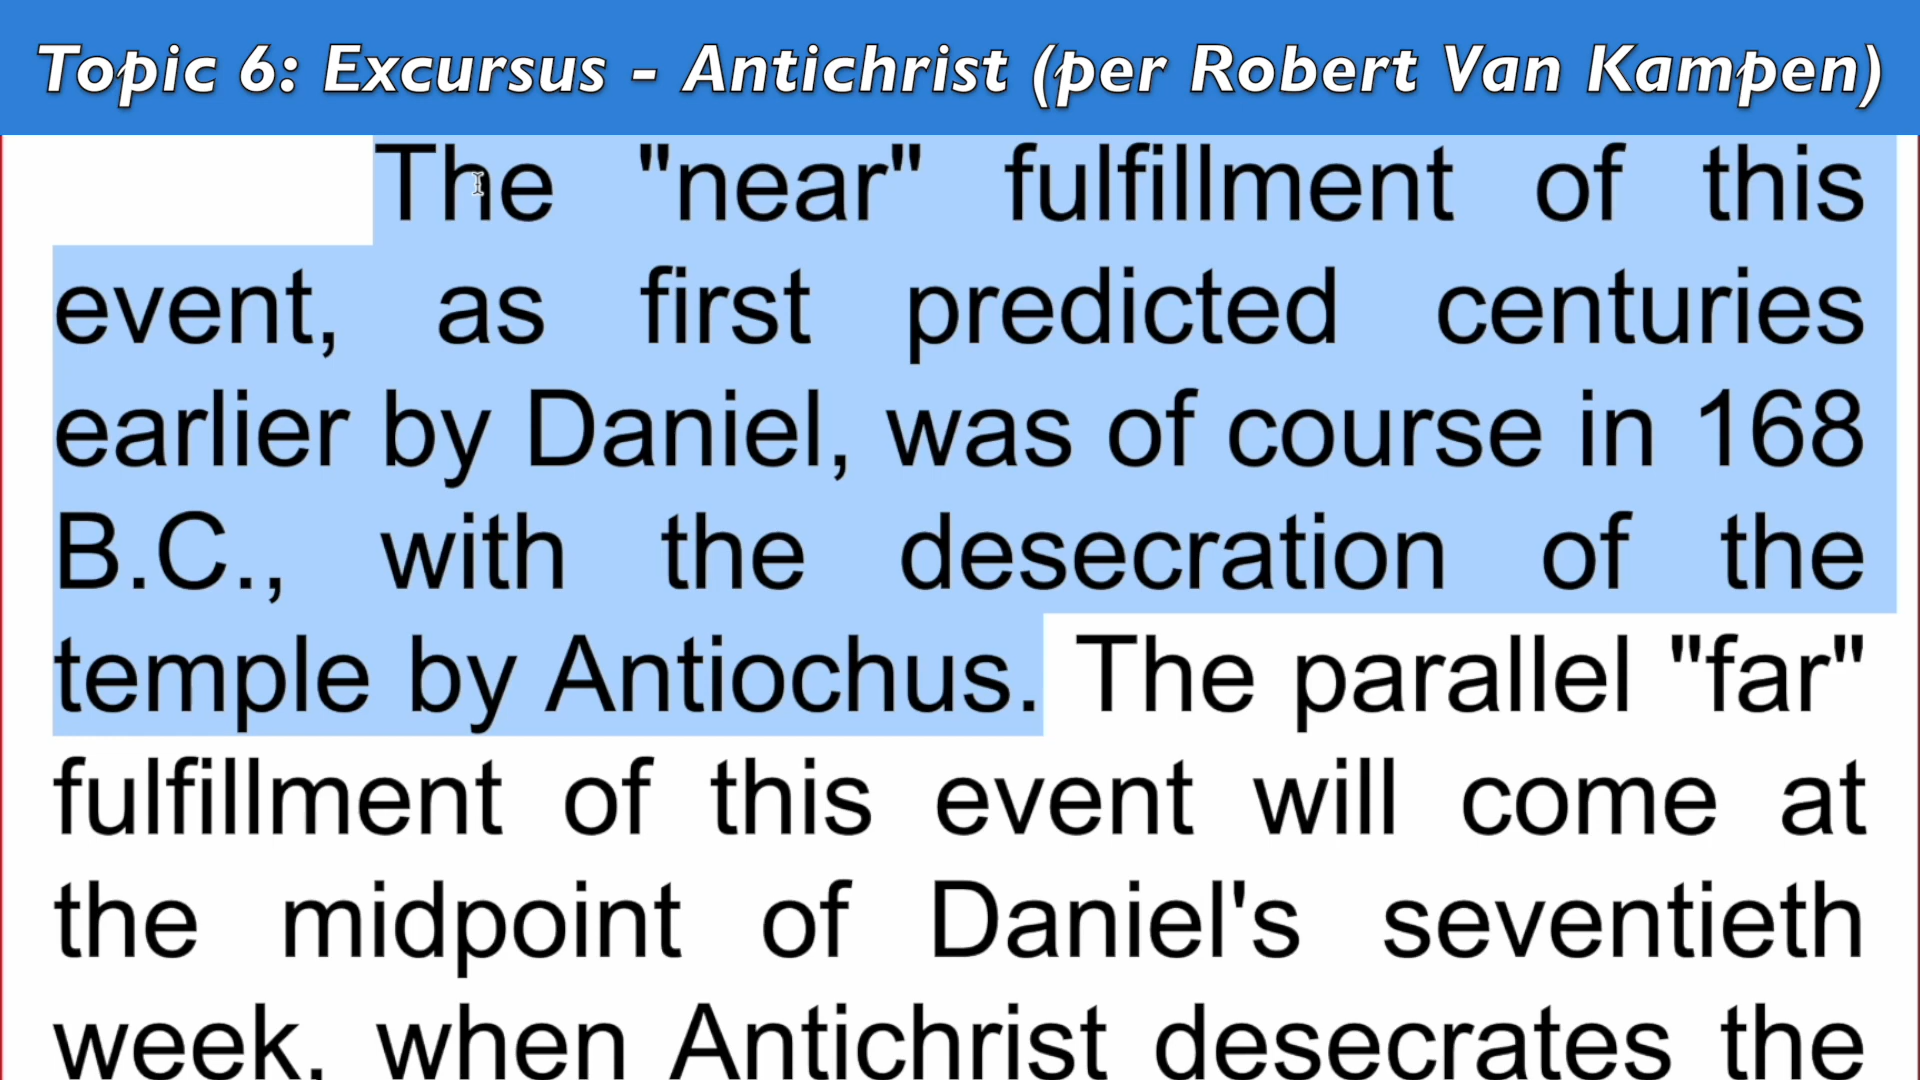 Topic 6: Excursus - Antichrist (per Robert Van Kampen)
The "near" fulfillment of this
event, as first predicted centuries
earlier by Daniel, was of course in 168
B.C., with the desecration of the
temple by Antiochus. The parallel "far"
fulfillment of this event will come at
the midpoint of Daniel's seventieth
week, when Antichrist desecrates the